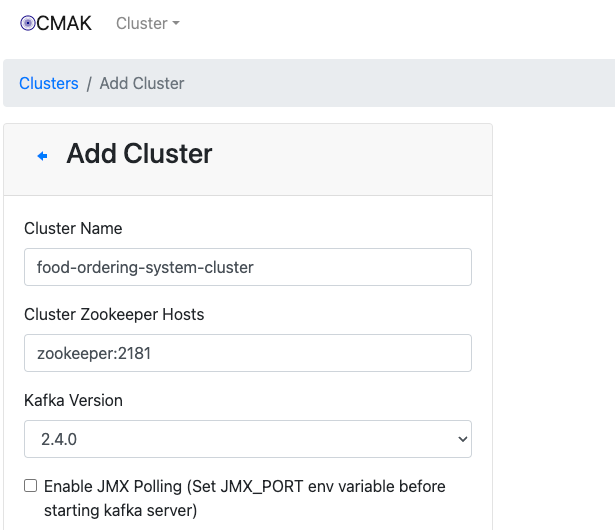 CMAK Cluster
Clusters / Add Cluster
Add Cluster
Cluster Name
food-ordering-system-cluster
Cluster Zookeeper Hosts
zookeeper:2181
Kafka Version
2.4.0
Enable JMX Polling (Set JMX_PORT env variable before
starting kafka server)